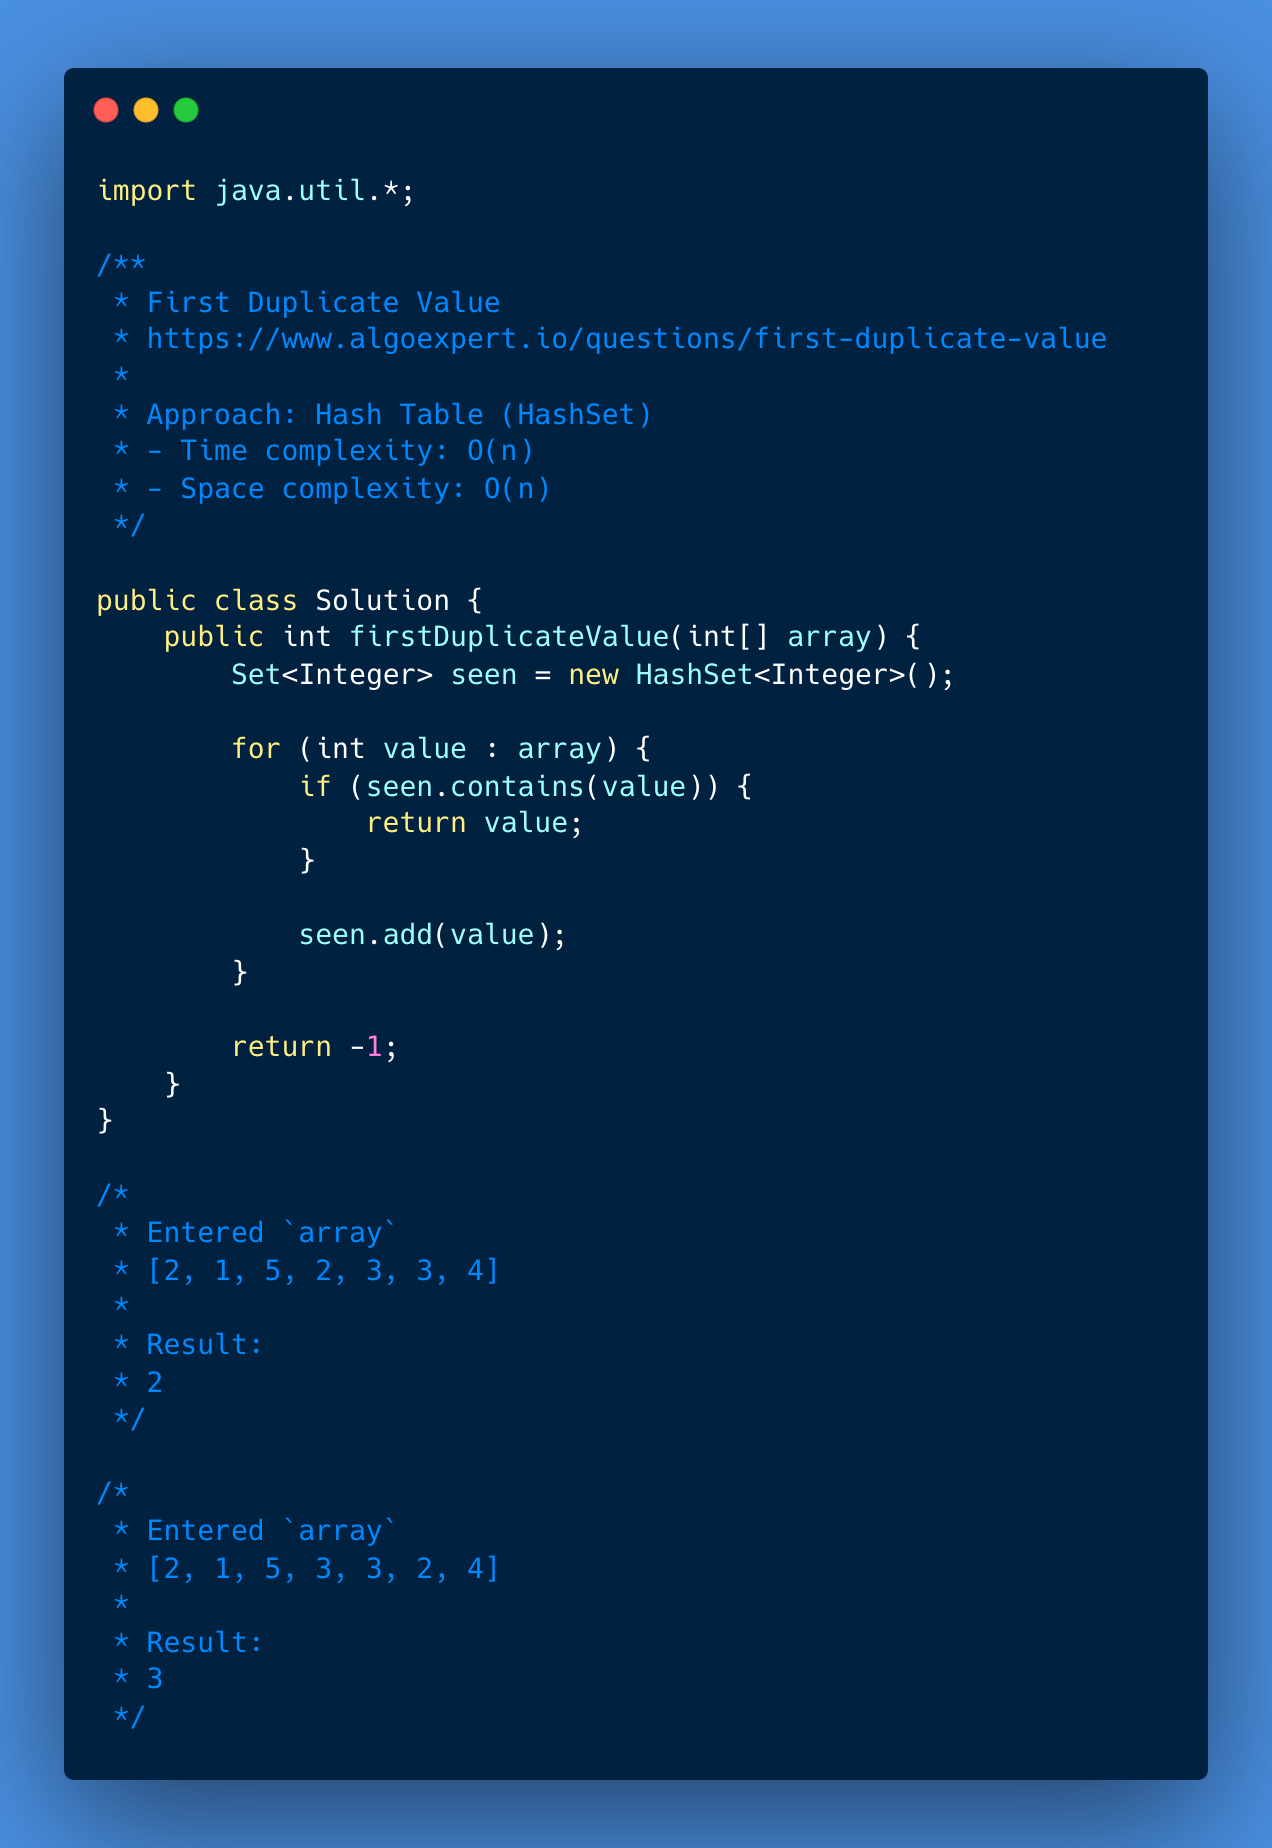 import java.util.*;

/**
 * First Duplicate Value
 * https://www.algoexpert.io/questions/first-duplicate-value
 *
 * Approach: Hash Table (HashSet)
 * - Time complexity: O(n)
 * - Space complexity: O(n)
 */

public class Solution {
    public int firstDuplicateValue(int[] array) {
        Set<Integer> seen = new HashSet<Integer>();

        for (int value : array) {
            if (seen.contains(value)) {
                return value;
            }

            seen.add(value);
        }

        return -1;
    }
}

/*
 * Entered `array`
 * [2, 1, 5, 2, 3, 3, 4]
 *
 * Result:
 * 2
 */

/*
 * Entered `array`
 * [2, 1, 5, 3, 3, 2, 4]
 *
 * Result:
 * 3
 */